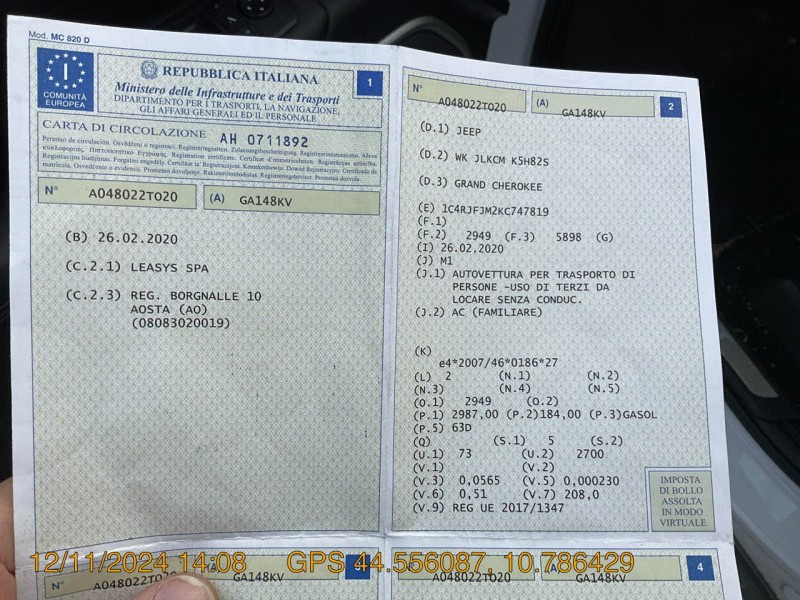 Mod. MC 820 D
I
COMUNITÀ
EUROPEA
REPUBBLICA ITALIANA
Ministero delle Infrastrutture e dei Trasporti
DIPARTIMENTO PER I TRASPORTI, LA NAVIGAZIONE,
GLI AFFARI GENERALI ED IL PERSONALE
1
CARTA DI CIRCOLAZIONE AH 0711892
N° A048022TO20 (A) GA148KV
(B) 26.02.2020
(C.2.1) LEASYS SPA
(C.2.3) REG. BORGNALLE 10
AOSTA (AO)
(08083020019)
N° A048022TO20 (A) GA148KV 2
(D.1) JEEP
(D.2) WK JLKCM K5H82S
(D.3) GRAND CHEROKEE
(E) 1C4RJFJM2KC747819
(F.1)
(F.2) 2949 (F.3) 5898 (G)
(I) 26.02.2020
(J) M1
(J.1) AUTOVETTURA PER TRASPORTO DI
PERSONE -USO DI TERZI DA
LOCARE SENZA CONDUC.
(J.2) AC (FAMILIARE)
(K)
e4*2007/46*0186*27
(L) 2 (N.1) (N.2)
(N.3) (N.4) (N.5)
(O.1) 2949 (O.2)
(P.1) 2987,00 (P.2)184,00 (P.3)GASOL
(P.5) 63D
(Q) (S.1) 5 (S.2)
(U.1) 73 (U.2) 2700
(V.1) (V.2)
(V.3) 0,0565 (V.5) 0,000230
(V.6) 0,51 (V.7) 208,0
(V.9) REG UE 2017/1347
IMPOSTA
DI BOLLO
ASSOLTA
IN MODO
VIRTUALE
12/11/2024 14:08 GPS 44.556087, 10.786429
N° A048022TO20 (A) GA148KV 3
A048022TO20 (A) GA148KV 4